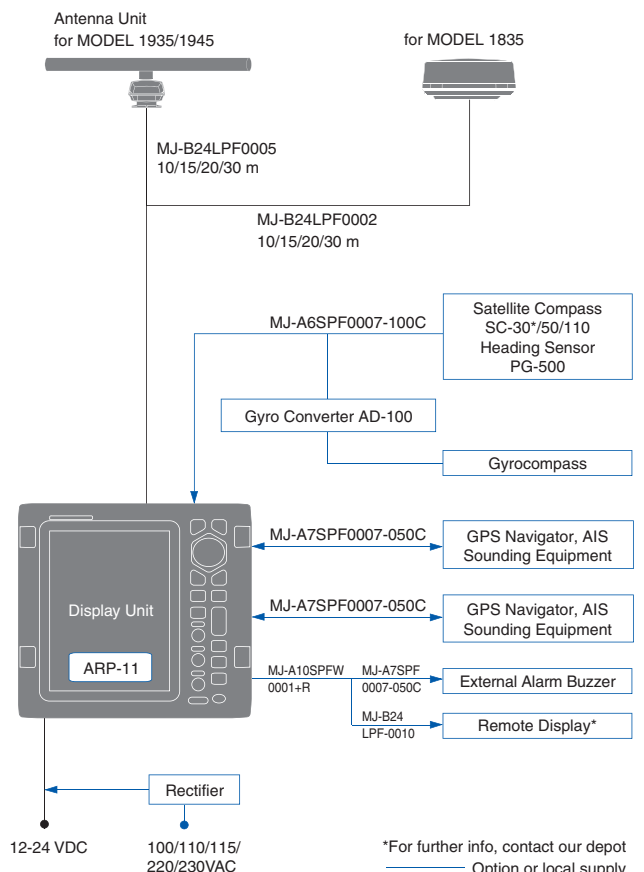 Antenna Unit
for MODEL 1935/1945
for MODEL 1835
MJ-B24LPF0005
10/15/20/30 m
MJ-B24LPF0002
10/15/20/30 m
MJ-A6SPF0007-100C
Satellite Compass
SC-30*/50/110
Heading Sensor
PG-500
Gyro Converter AD-100
Gyrocompass
MJ-A7SPF0007-050C
GPS Navigator, AIS
Sounding Equipment
Display Unit
MJ-A7SPF0007-050C
GPS Navigator, AIS
Sounding Equipment
ARP-11
MJ-A10SPFW
0001+R
MJ-A7SPF
0007-050C
External Alarm Buzzer
MJ-B24
LPF-0010
Remote Display*
Rectifier
12-24 VDC
100/110/115/
220/230VAC
*For further info, contact our depot
Option or local supply